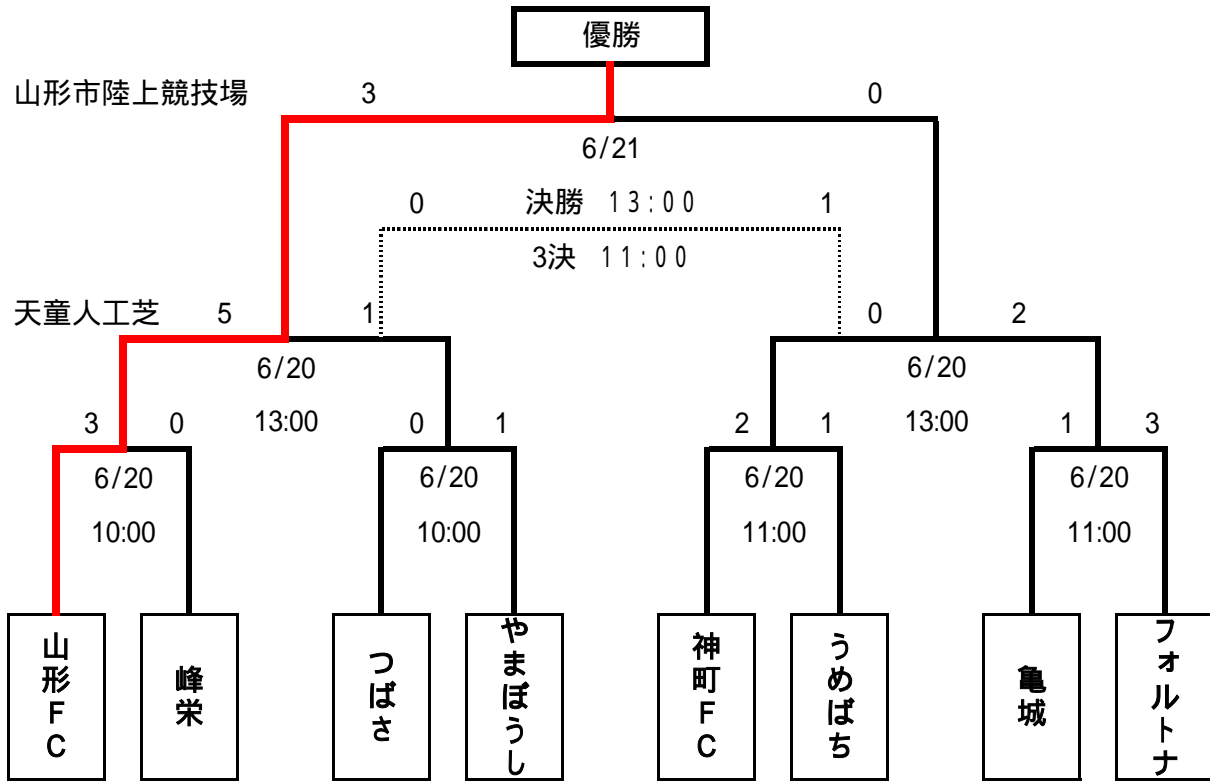 優勝
山形市陸上競技場 3 0
6/21
0 決勝 13:00 1
3決 11:00
天童人工芝 5 1 0 2
6/20 6/20
3 0 13:00 0 1 2 1 13:00 1 3
6/20 6/20 6/20 6/20
10:00 10:00 11:00 11:00
山形FC
峰栄
つばさ
やまぼうし
神町FC
うめばち
亀城
フォルトナ